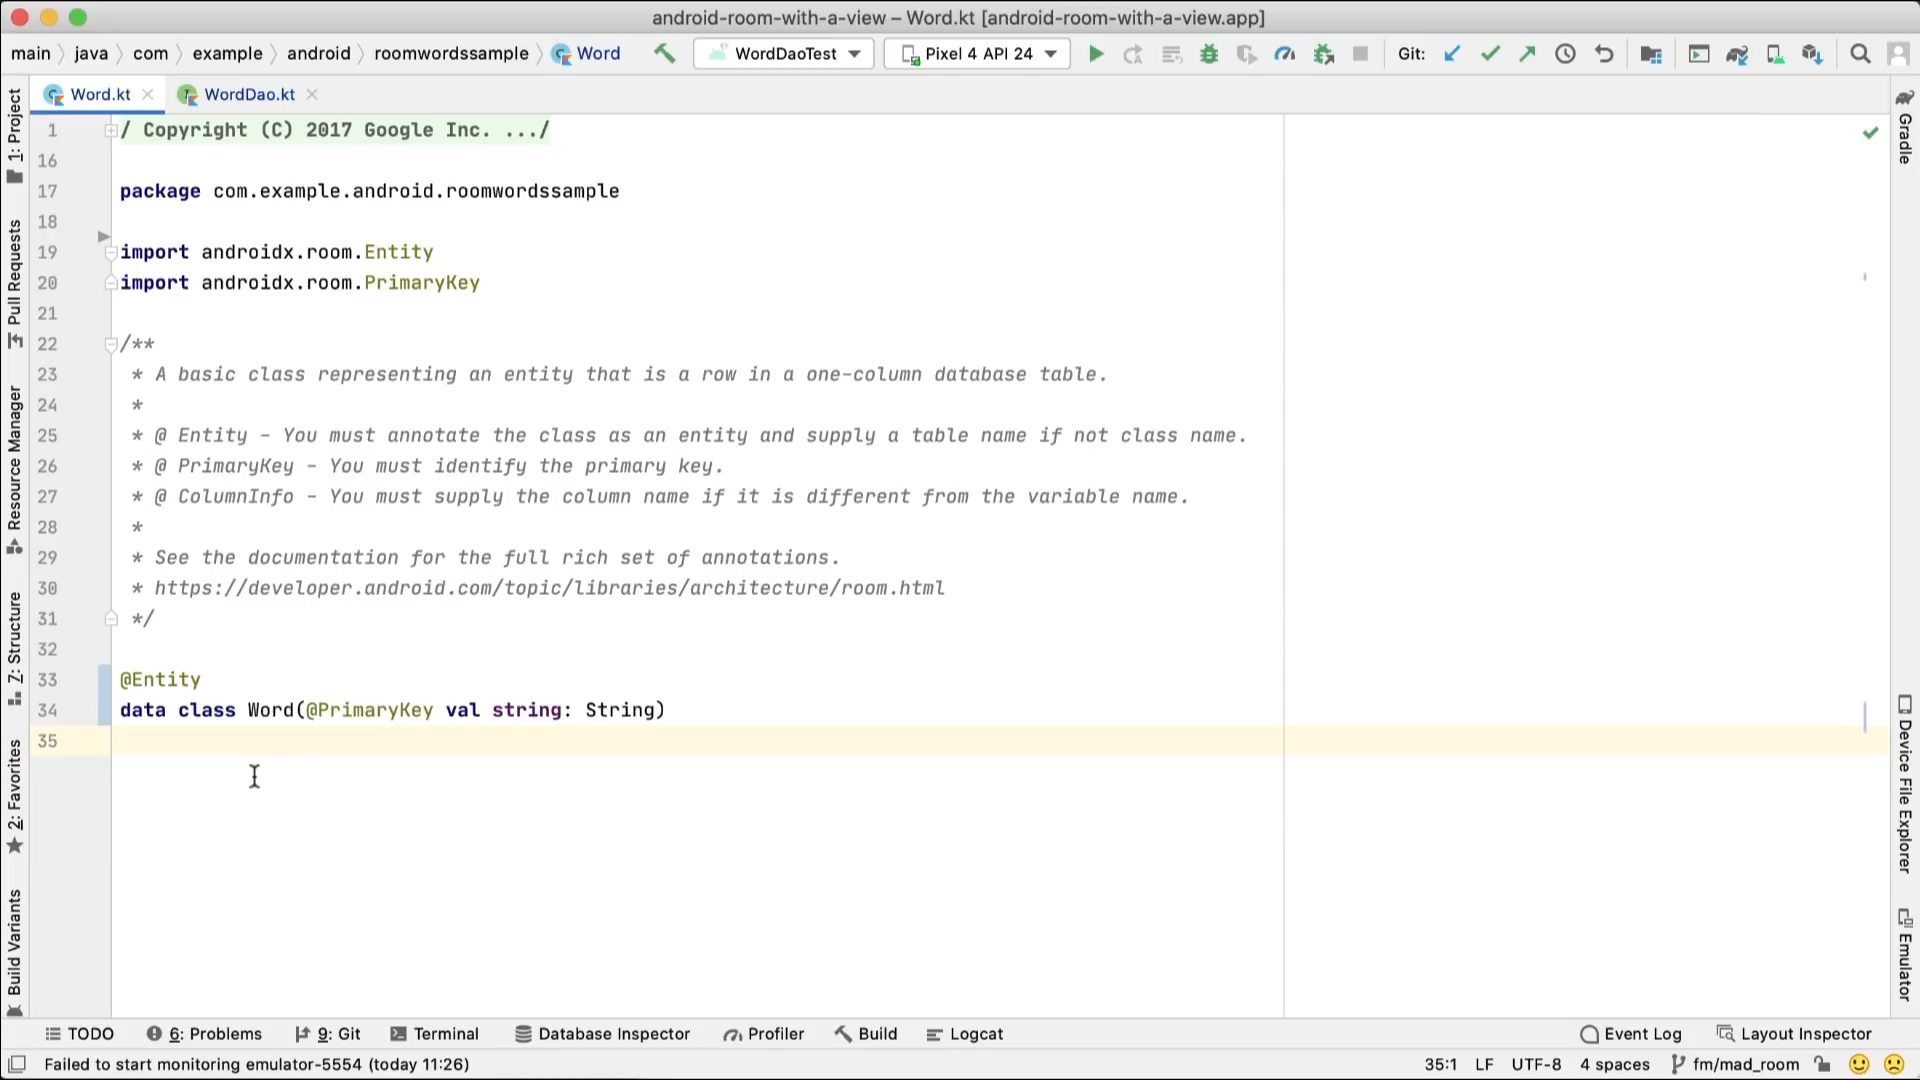 android-room-with-a-view – Word.kt [android-room-with-a-view.app]
main java com example android roomwordssample Word WordDaoTest Pixel 4 API 24 Git:
Word.kt WordDao.kt
1 / Copyright (C) 2017 Google Inc. .../
16
17 package com.example.android.roomwordssample
18
19 import androidx.room.Entity
20 import androidx.room.PrimaryKey
21
22 /**
23 * A basic class representing an entity that is a row in a one-column database table.
24 *
25 * @ Entity - You must annotate the class as an entity and supply a table name if not class name.
26 * @ PrimaryKey - You must identify the primary key.
27 * @ ColumnInfo - You must supply the column name if it is different from the variable name.
28 *
29 * See the documentation for the full rich set of annotations.
30 * https://developer.android.com/topic/libraries/architecture/room.html
31 */
32
33 @Entity
34 data class Word(@PrimaryKey val string: String)
35
1: Project
Pull Requests
Resource Manager
7: Structure
2: Favorites
Build Variants
Gradle
Device File Explorer
Emulator
TODO 6: Problems 9: Git Terminal Database Inspector Profiler Build Logcat Event Log Layout Inspector
Failed to start monitoring emulator-5554 (today 11:26) 35:1 LF UTF-8 4 spaces fm/mad_room